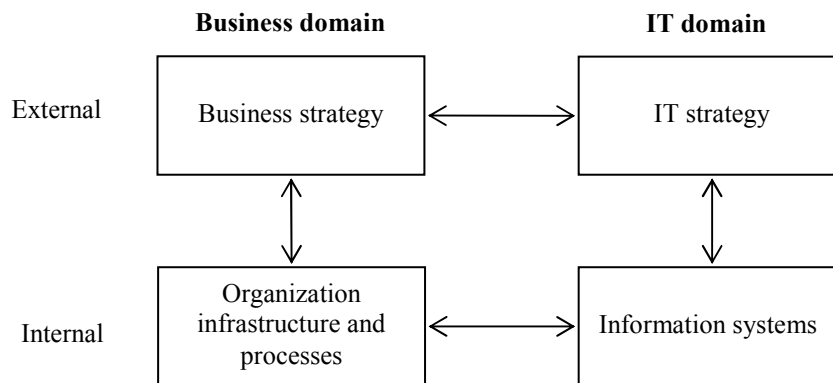 Business domain
IT domain
External
Business strategy
IT strategy
Internal
Organization
infrastructure and
processes
Information systems